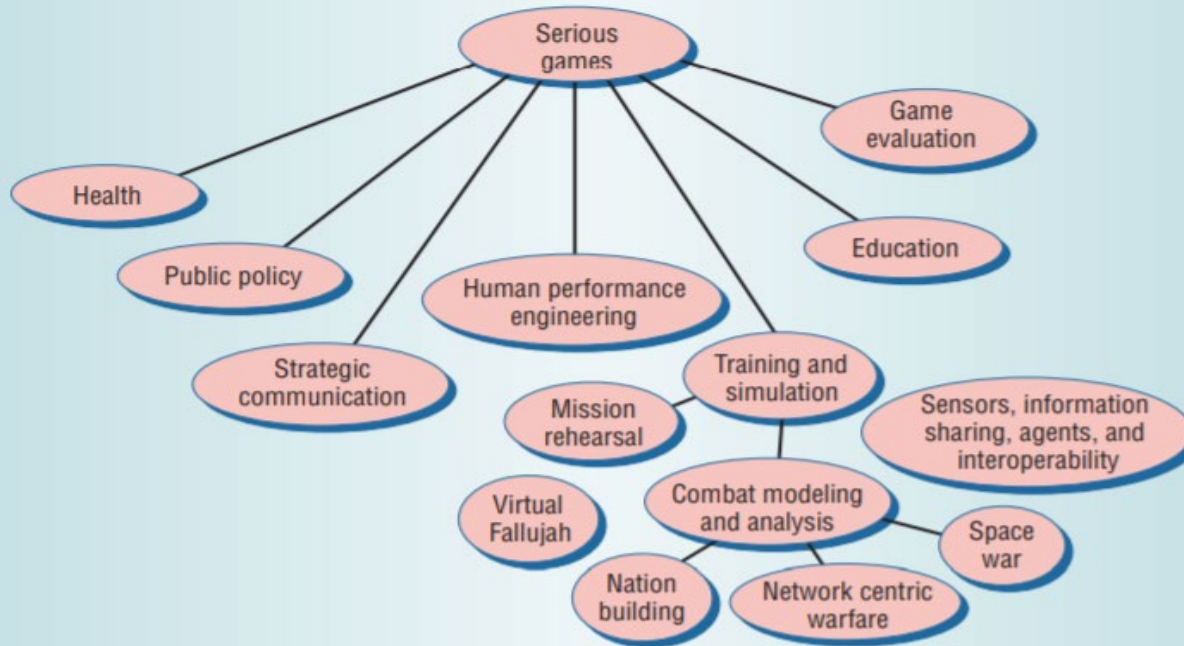 Serious
games
Game
evaluation
Health
Education
Public policy
Human performance
engineering
Strategic
communication
Training and
simulation
Mission
rehearsal
Sensors, information
sharing, agents, and
interoperability
Combat modeling
and analysis
Virtual
Fallujah
Space
war
Nation
building
Network centric
warfare